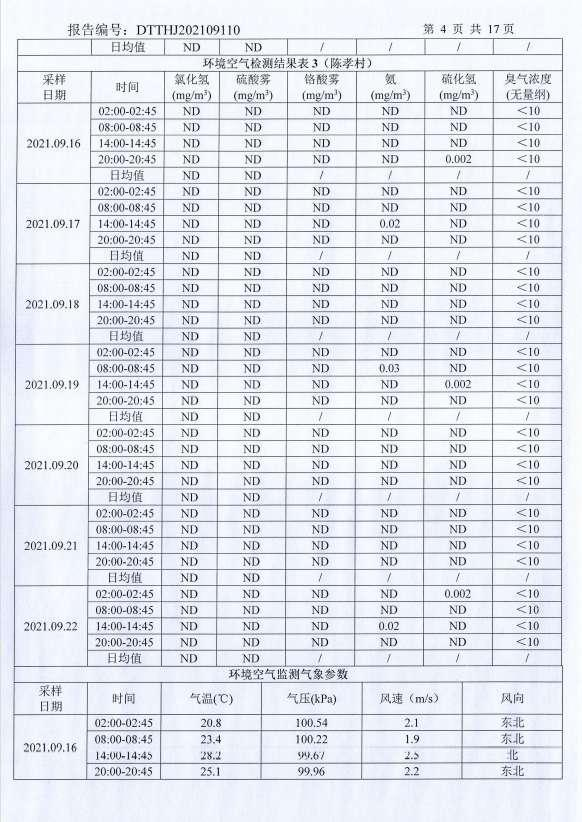 报告编号：DTTHJ202109110 第 4 页 共 17页
日均值 ND ND / / / /
环境空气检测结果表 3（陈孝村）
采样日期 时间 氯化氢(mg/m³) 硫酸雾(mg/m³) 铬酸雾(mg/m³) 氨(mg/m³) 硫化氢(mg/m³) 臭气浓度(无量纲)
2021.09.16
02:00-02:45 ND ND ND ND ND ＜10
08:00-08:45 ND ND ND ND ND ＜10
14:00-14:45 ND ND ND ND ND ＜10
20:00-20:45 ND ND ND ND 0.002 ＜10
日均值 ND ND / / / /
2021.09.17
02:00-02:45 ND ND ND ND ND ＜10
08:00-08:45 ND ND ND ND ND ＜10
14:00-14:45 ND ND ND 0.02 ND ＜10
20:00-20:45 ND ND ND ND ND ＜10
日均值 ND ND / / / /
2021.09.18
02:00-02:45 ND ND ND ND ND ＜10
08:00-08:45 ND ND ND ND ND ＜10
14:00-14:45 ND ND ND ND ND ＜10
20:00-20:45 ND ND ND ND ND ＜10
日均值 ND ND / / / /
2021.09.19
02:00-02:45 ND ND ND ND ND ＜10
08:00-08:45 ND ND ND 0.03 ND ＜10
14:00-14:45 ND ND ND ND 0.002 ＜10
20:00-20:45 ND ND ND ND ND ＜10
日均值 ND ND / / / /
2021.09.20
02:00-02:45 ND ND ND ND ND ＜10
08:00-08:45 ND ND ND ND ND ＜10
14:00-14:45 ND ND ND ND ND ＜10
20:00-20:45 ND ND ND ND ND ＜10
日均值 ND ND / / / /
2021.09.21
02:00-02:45 ND ND ND ND ND ＜10
08:00-08:45 ND ND ND ND ND ＜10
14:00-14:45 ND ND ND ND ND ＜10
20:00-20:45 ND ND ND ND ND ＜10
日均值 ND ND / / / /
2021.09.22
02:00-02:45 ND ND ND ND 0.002 ＜10
08:00-08:45 ND ND ND ND ND ＜10
14:00-14:45 ND ND ND 0.02 ND ＜10
20:00-20:45 ND ND ND ND ND ＜10
日均值 ND ND / / / /
环境空气监测气象参数
采样日期 时间 气温(℃) 气压(kPa) 风速（m/s） 风向
2021.09.16
02:00-02:45 20.8 100.54 2.1 东北
08:00-08:45 23.4 100.22 1.9 东北
14:00-14:45 28.2 99.67 2.5 北
20:00-20:45 25.1 99.96 2.2 东北